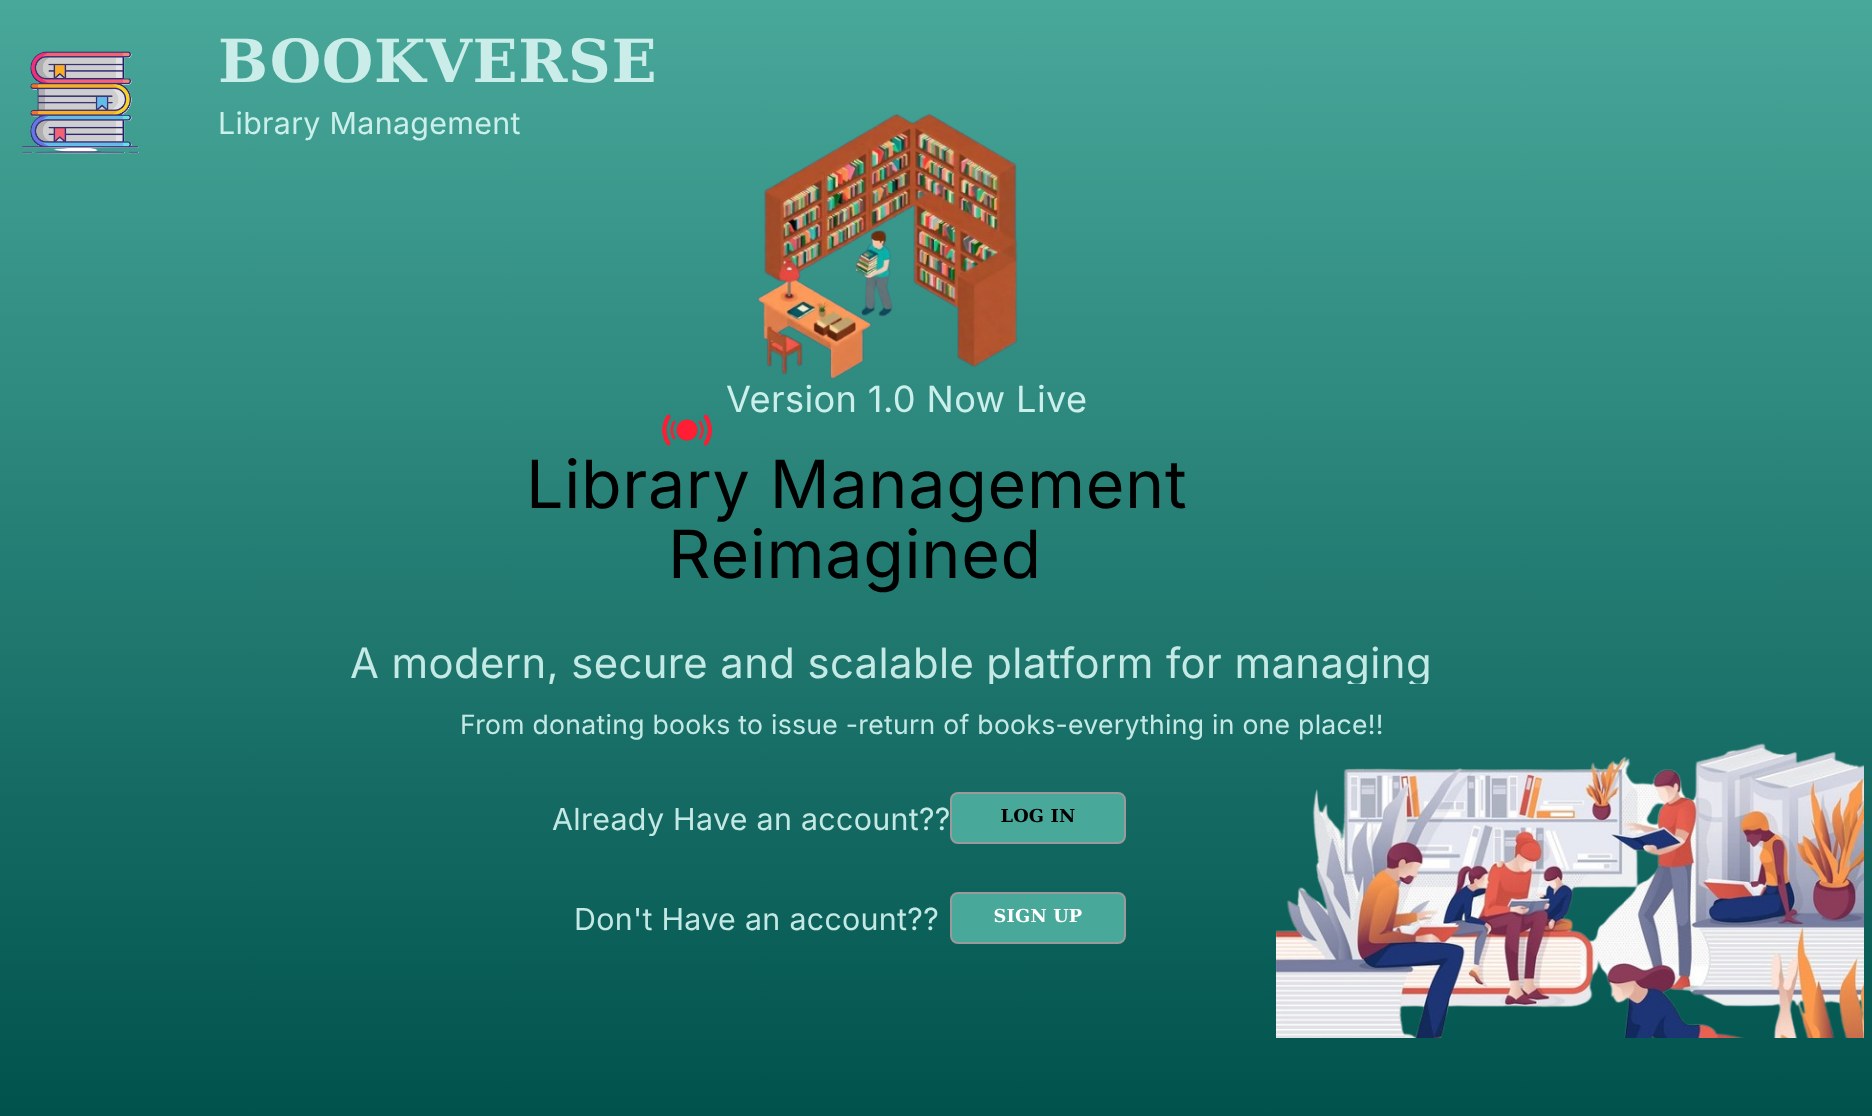 BOOKVERSE
Library Management
Version 1.0 Now Live
Library Management
Reimagined
A modern, secure and scalable platform for managing
From donating books to issue -return of books-everything in one place!!
Already Have an account??
LOG IN
Don't Have an account??
SIGN UP